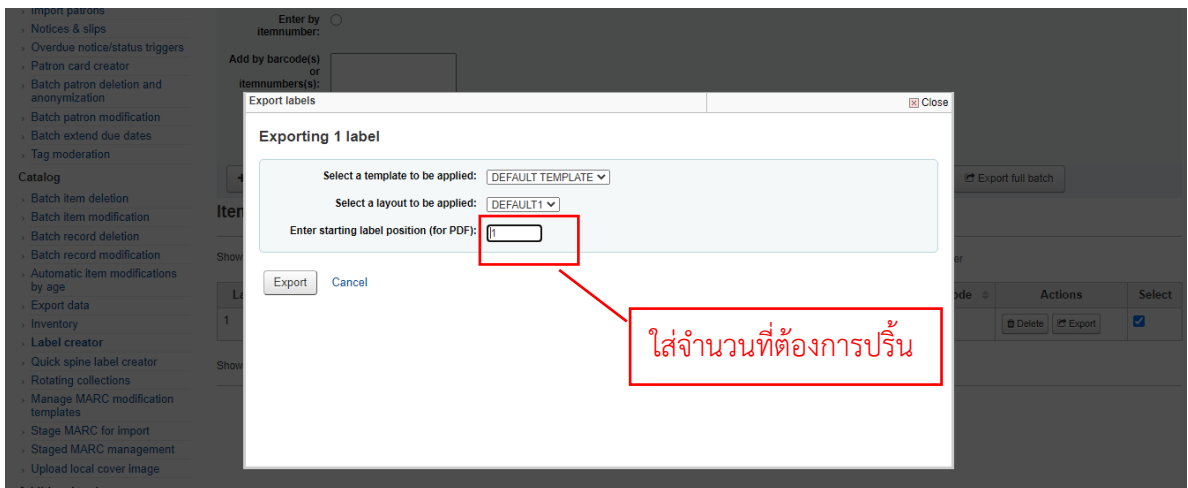 Import patrons
Notices & slips
Overdue notice/status triggers
Patron card creator
Batch patron deletion and
anonymization
Batch patron modification
Batch extend due dates
Tag moderation
Catalog
Batch item deletion
Batch item modification
Batch record deletion
Batch record modification
Automatic item modifications
by age
Export data
Inventory
Label creator
Quick spine label creator
Rotating collections
Manage MARC modification
templates
Stage MARC for import
Staged MARC management
Upload local cover image
Enter by
itemnumber:
Add by barcode(s)
or
itemnumbers(s):
Export full batch
Export labels
Close
Exporting 1 label
Select a template to be applied: DEFAULT TEMPLATE
Select a layout to be applied: DEFAULT1
Enter starting label position (for PDF): 1
Export Cancel
ใส่จำนวนที่ต้องการปริ้น
Actions Select
1 Delete Export
Show